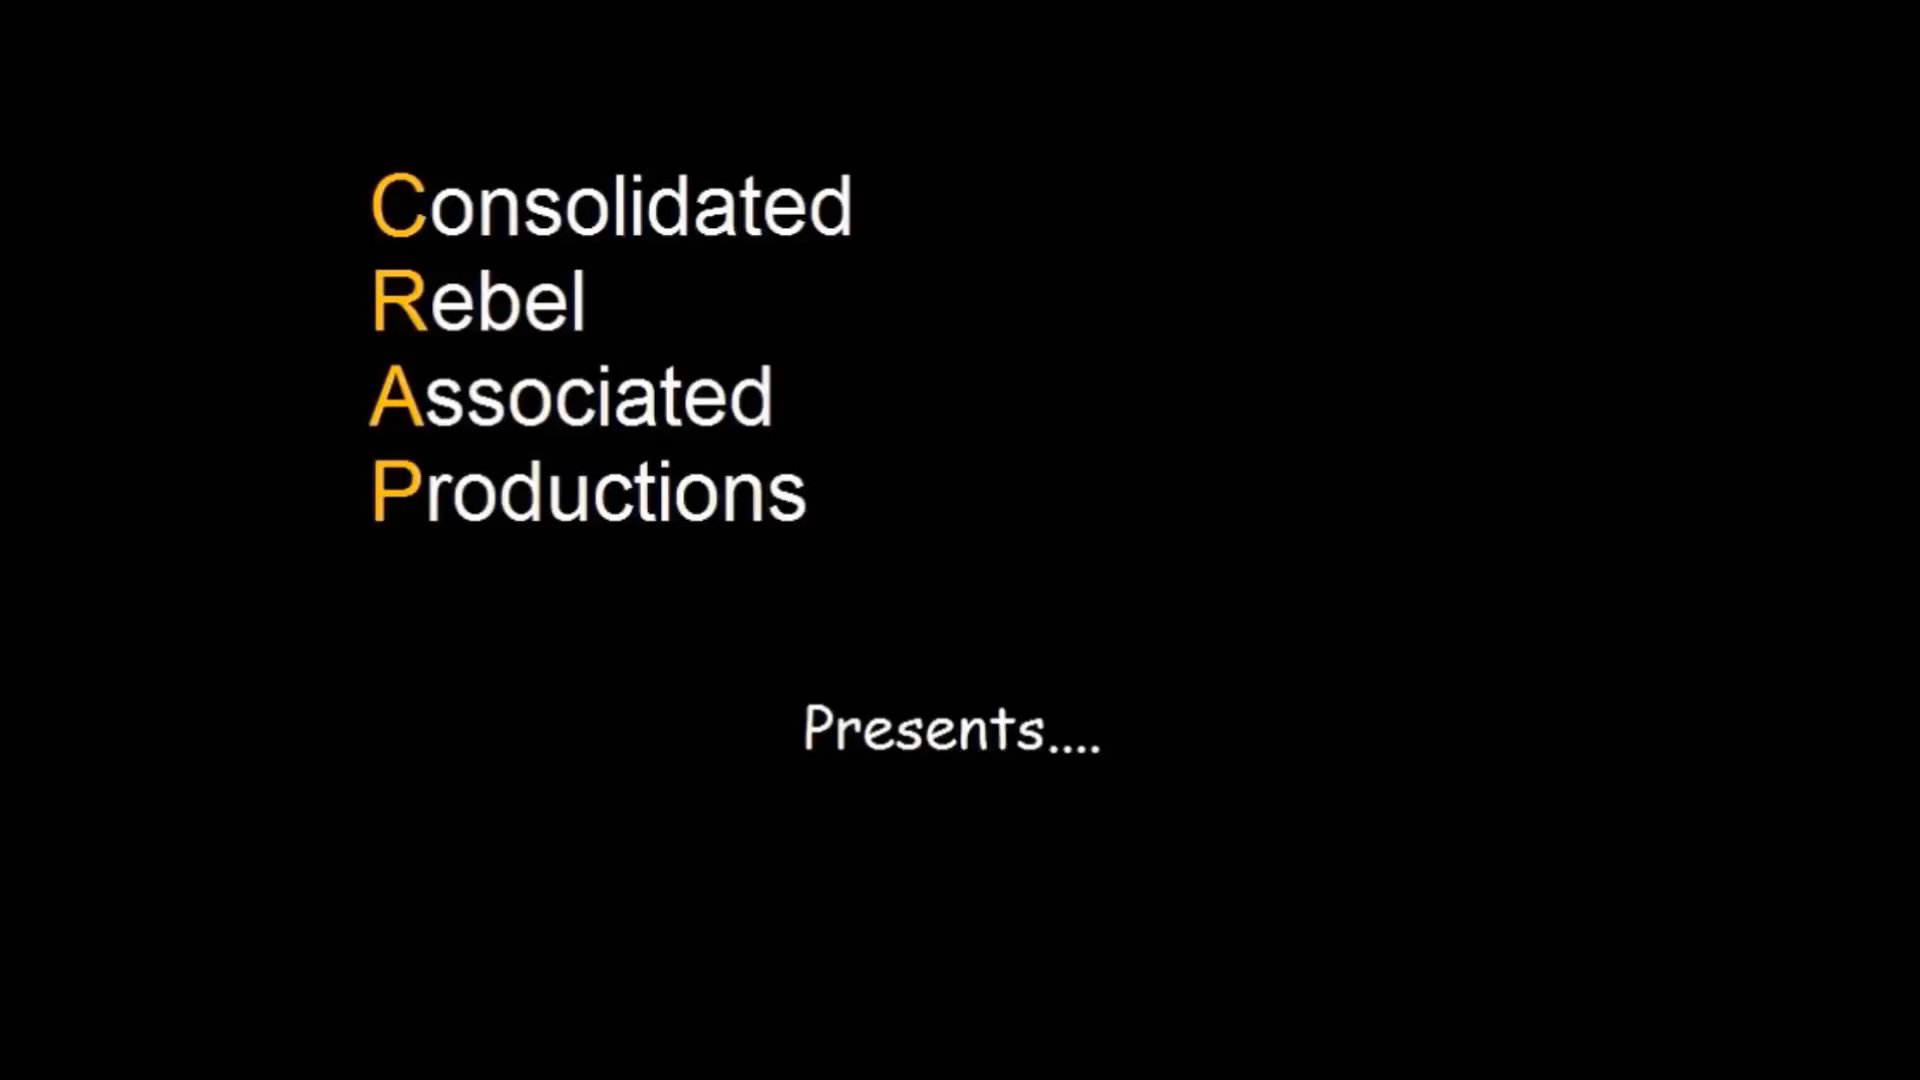 Consolidated
Rebel
Associated
Productions
Presents....